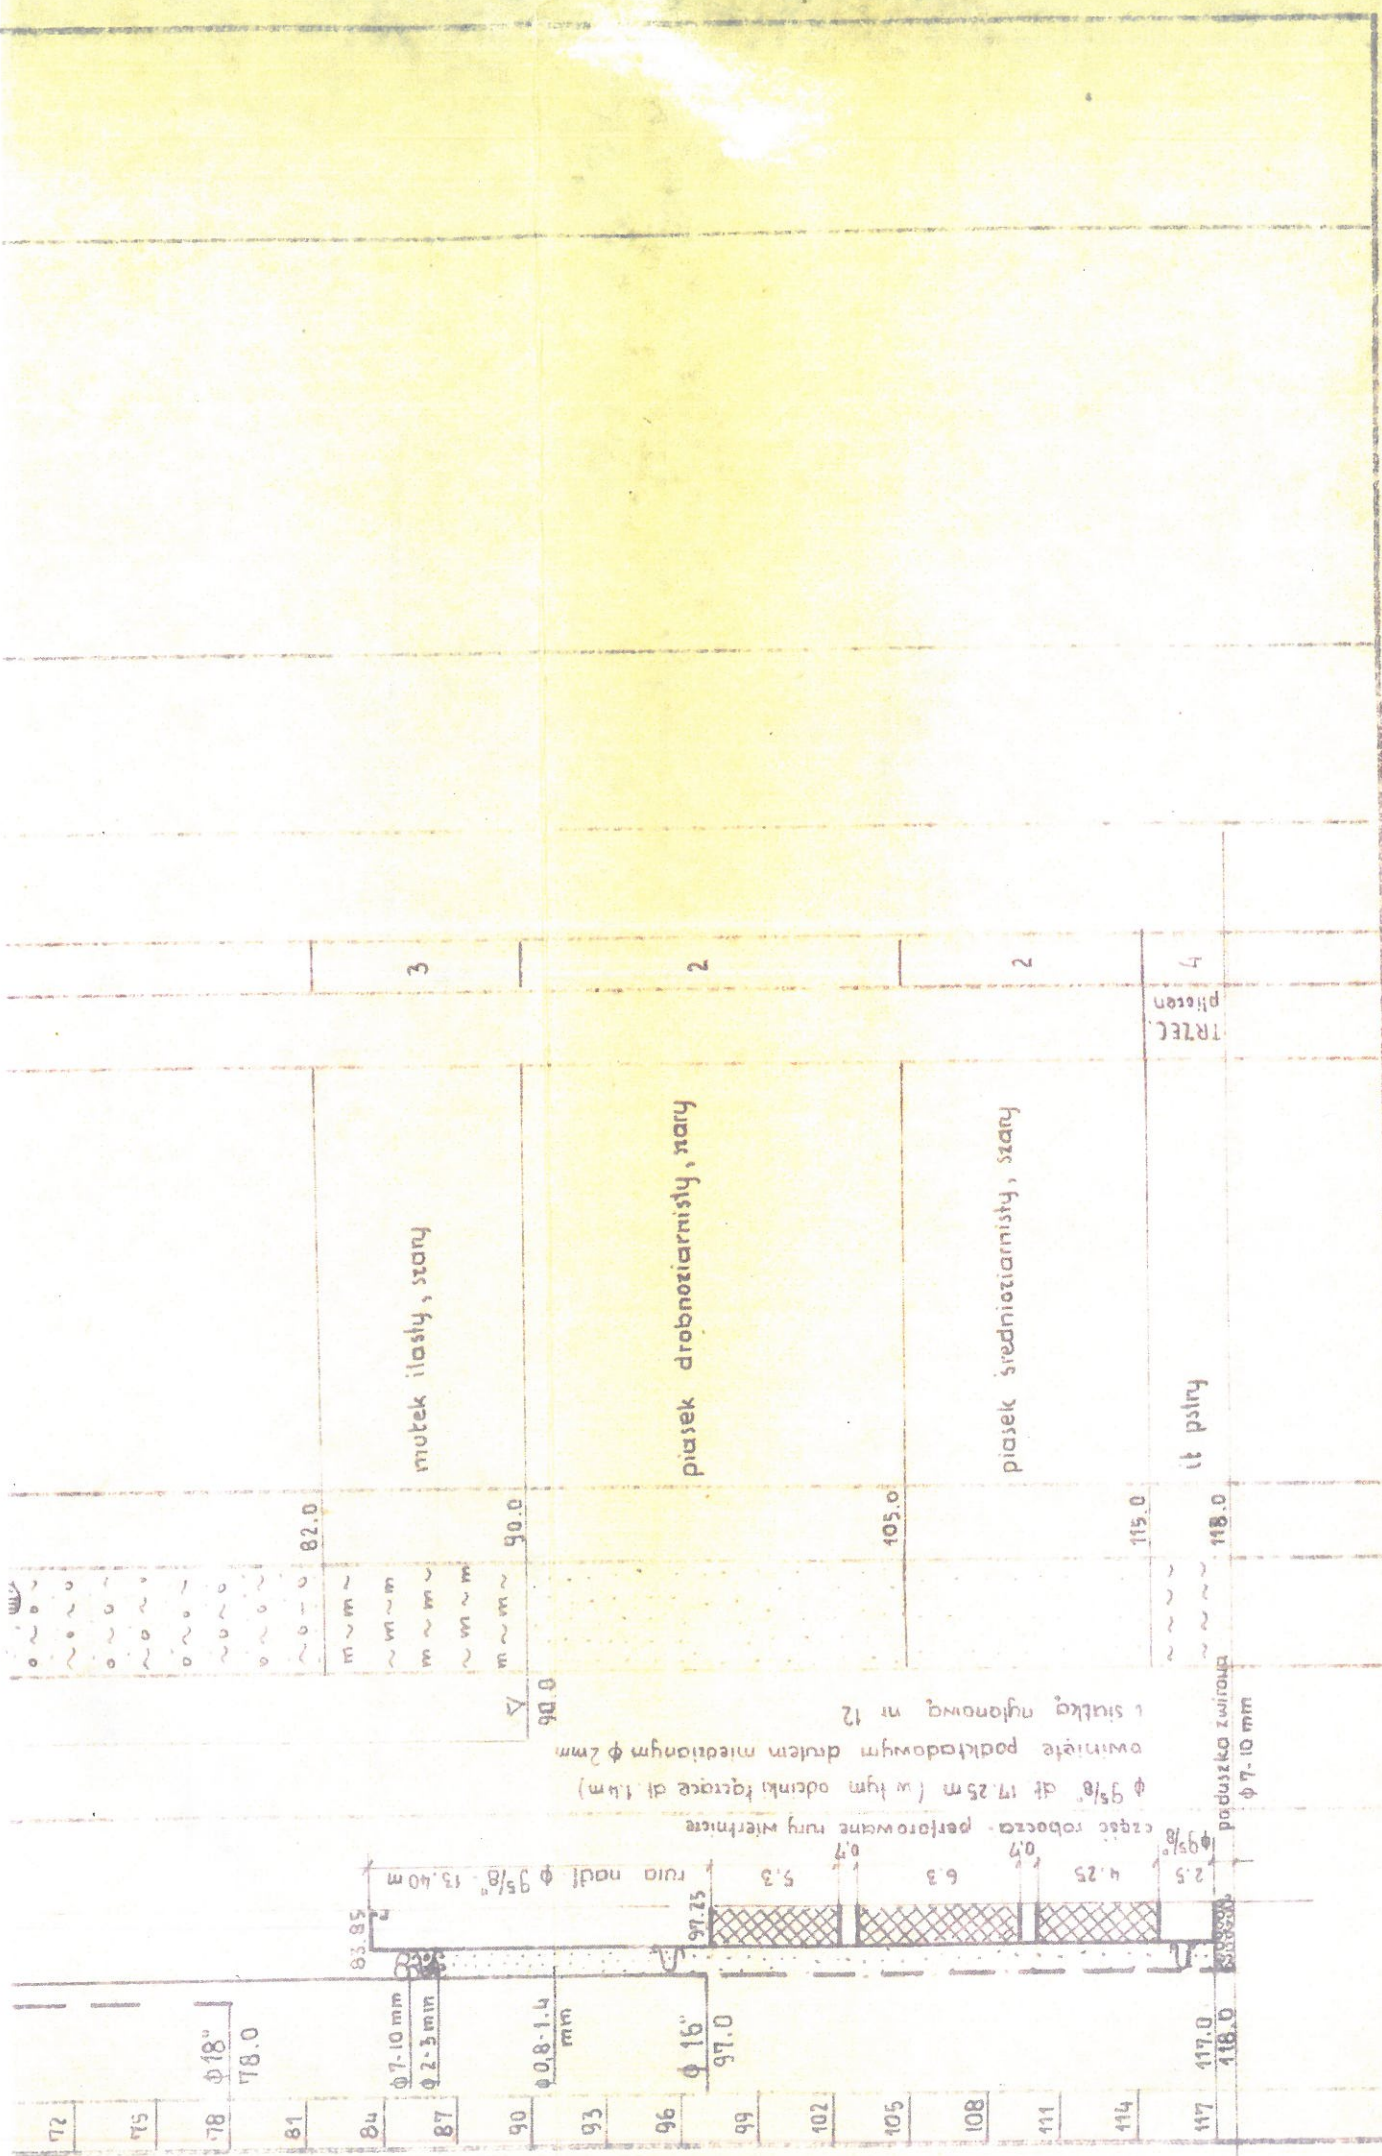 72
75
78
81
84
87
90
93
96
99
102
105
108
111
114
117
φ 18"
78.0
φ 7-10 mm
φ 2-3 mm
φ 0,8-1.4
mm
φ 16"
97.0
117.0
118.0
83.85
97.25
rura nadf. φ 9 5/8" 13.40 m
5.3
0,7
6.3
0,7
4.25
2.5
φ 9 5/8"
część robocza - perforowane rury wiertnicze
φ 9 5/8" dł 17.25 m (w tym odcinki łączące dł. 1.4m)
owinięte podkładowym drutem miedzianym φ 2mm
i siatką nylonową nr 12
poduszka żwirowa
φ 7-10 mm
90.0
82.0
90.0
105.0
115.0
118.0
mułek ilasty, szary
piasek drobnoziarnisty, szary
piasek średnioziarnisty, szary
ił pstry
TRZEC.
pliocen
3
2
2
4